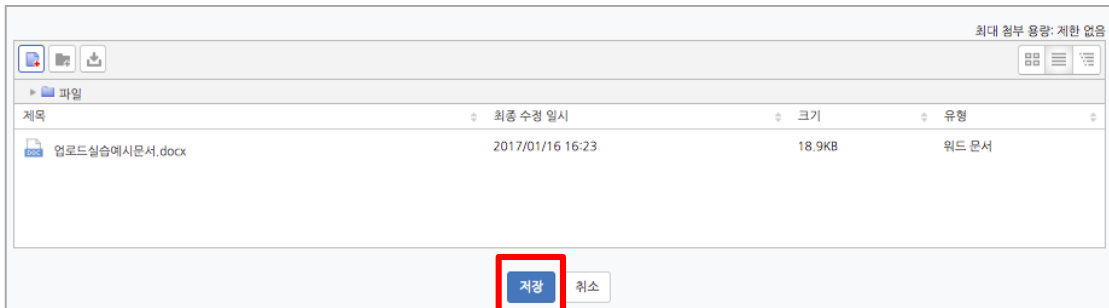 최대 첨부 용량: 제한 없음
파일
제목 최종 수정 일시 크기 유형
DOC 업로드실습예시문서.docx 2017/01/16 16:23 18.9KB 워드 문서
저장 취소